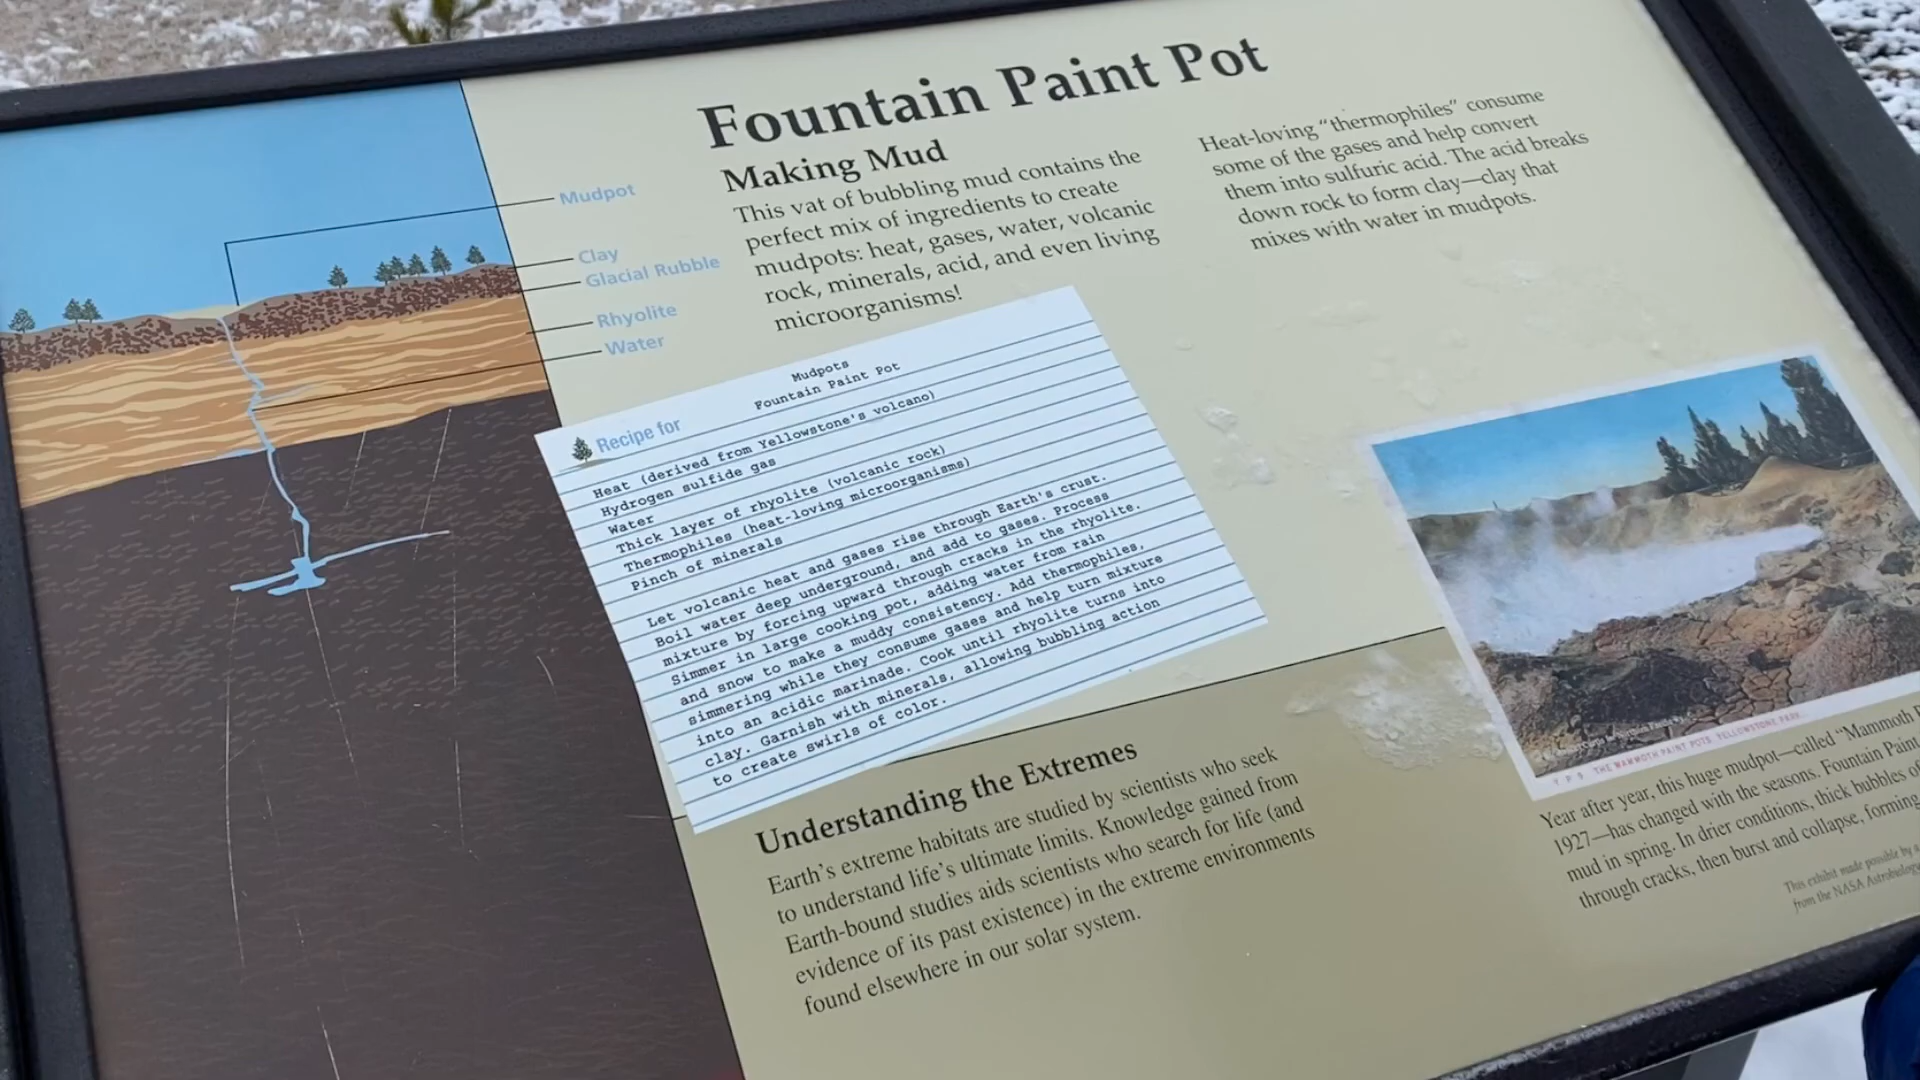 Fountain Paint Pot
Making Mud
This vat of bubbling mud contains the
perfect mix of ingredients to create
mudpots: heat, gases, water, volcanic
rock, minerals, acid, and even living
microorganisms!
Heat-loving “thermophiles” consume
some of the gases and help convert
them into sulfuric acid. The acid breaks
down rock to form clay—clay that
mixes with water in mudpots.
Mudpot
Clay
Glacial Rubble
Rhyolite
Water
Mudpots
Fountain Paint Pot
Recipe for
Heat (derived from Yellowstone's volcano)
Hydrogen sulfide gas
Water
Thick layer of rhyolite (volcanic rock)
Thermophiles (heat-loving microorganisms)
Pinch of minerals
Let volcanic heat and gases rise through Earth's crust.
Boil water deep underground, and add to gases. Process
mixture by forcing upward through cracks in the rhyolite.
Simmer in large cooking pot, adding water from rain
and snow to make a muddy consistency. Add thermophiles,
simmering while they consume gases and help turn mixture
into an acidic marinade. Cook until rhyolite turns into
clay. Garnish with minerals, allowing bubbling action
to create swirls of color.
Understanding the Extremes
Earth’s extreme habitats are studied by scientists who seek
to understand life’s ultimate limits. Knowledge gained from
Earth-bound studies aids scientists who search for life (and
evidence of its past existence) in the extreme environments
found elsewhere in our solar system.
THE MAMMOTH PAINT POTS, YELLOWSTONE PARK
Year after year, this huge mudpot—called “Mammoth
1927—has changed with the seasons. Fountain Paint
mud in spring. In drier conditions, thick bubbles of
through cracks, then burst and collapse, forming
This exhibit made possible by a
from the NASA Astrobiology